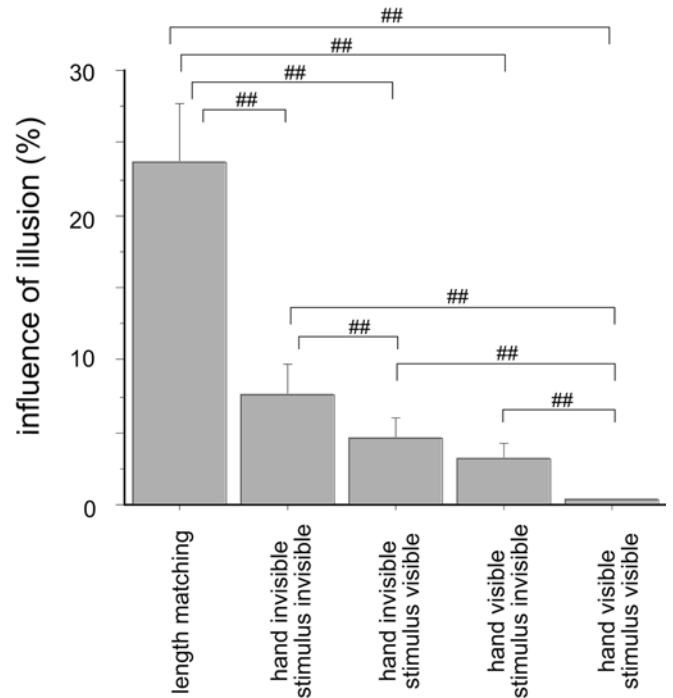 ##
##
##
##
30
20
10
0
influence of illusion (%)
##
##
##
##
length matching
hand invisible
stimulus invisible
hand invisible
stimulus visible
hand visible
stimulus invisible
hand visible
stimulus visible